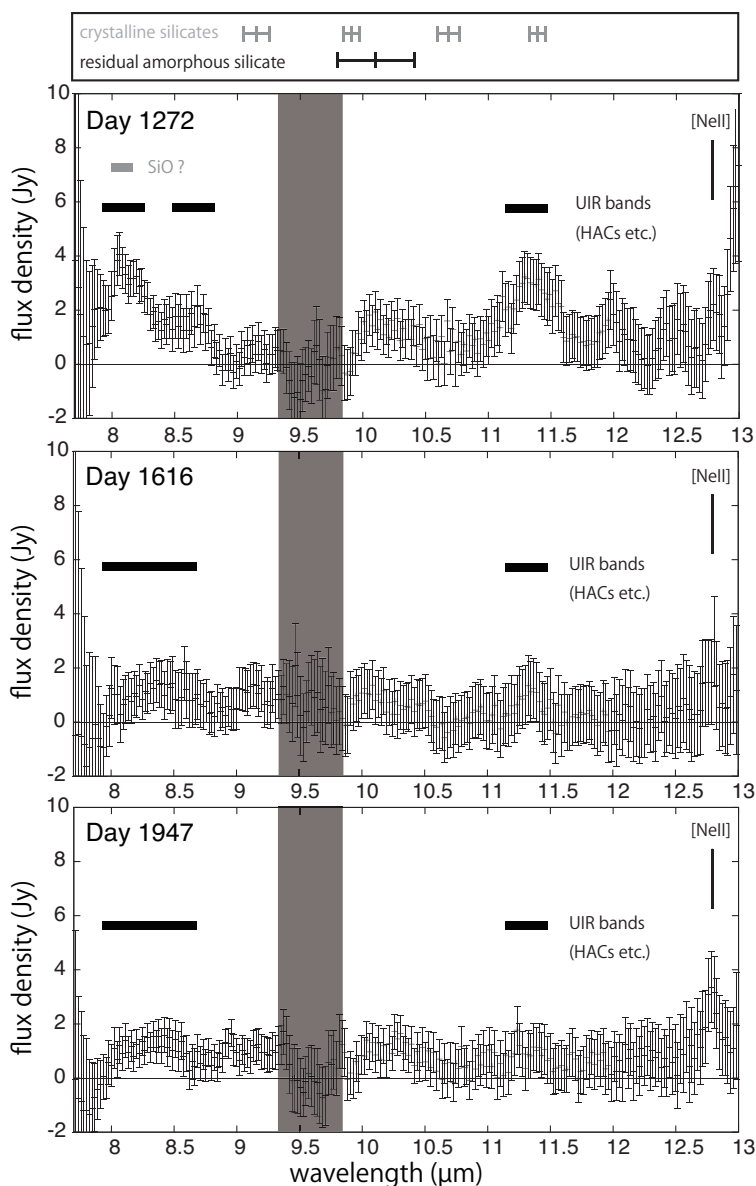 crystalline silicates
residual amorphous silicate
10
8
6
4
2
0
-2
flux density (Jy)
Day 1272
SiO ?
UIR bands
(HACs etc.)
[NeII]
8 8.5 9 9.5 10 10.5 11 11.5 12 12.5 13
10
8
6
4
2
0
-2
flux density (Jy)
Day 1616
UIR bands
(HACs etc.)
[NeII]
8 8.5 9 9.5 10 10.5 11 11.5 12 12.5 13
10
8
6
4
2
0
-2
flux density (Jy)
Day 1947
UIR bands
(HACs etc.)
[NeII]
8 8.5 9 9.5 10 10.5 11 11.5 12 12.5 13
wavelength (μm)